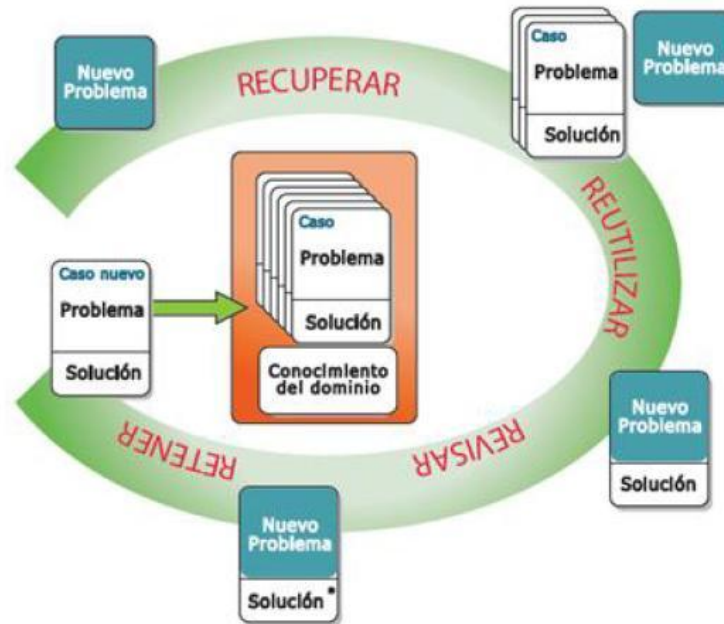 Nuevo
Problema
RECUPERAR
Caso
Problema
Solución
Nuevo
Problema
REUTILIZAR
Caso
Problema
Solución
Conocimiento
del dominio
Caso nuevo
Problema
Solución
Nuevo
Problema
Solución
REVISAR
RETENER
Nuevo
Problema
Solución*